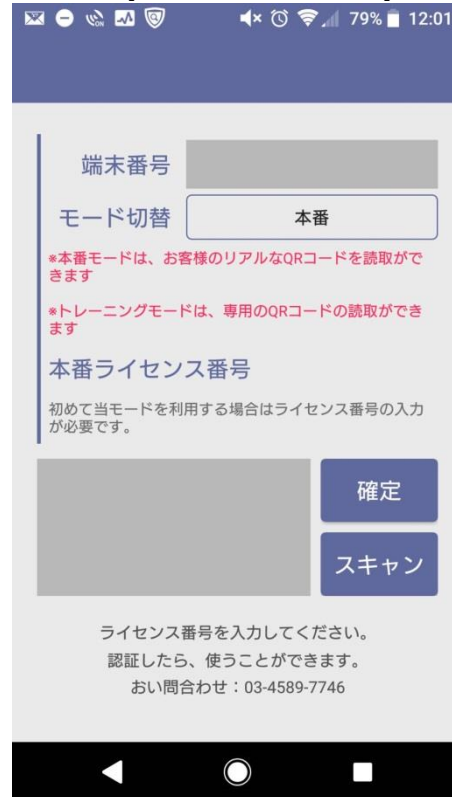 79% 12:01
端末番号
モード切替 本番
*本番モードは、お客様のリアルなQRコードを読取がで
きます
*トレーニングモードは、専用のQRコードの読取ができ
ます
本番ライセンス番号
初めて当モードを利用する場合はライセンス番号の入力
が必要です。
確定
スキャン
ライセンス番号を入力してください。
認証したら、使うことができます。
おい問合わせ：03-4589-7746